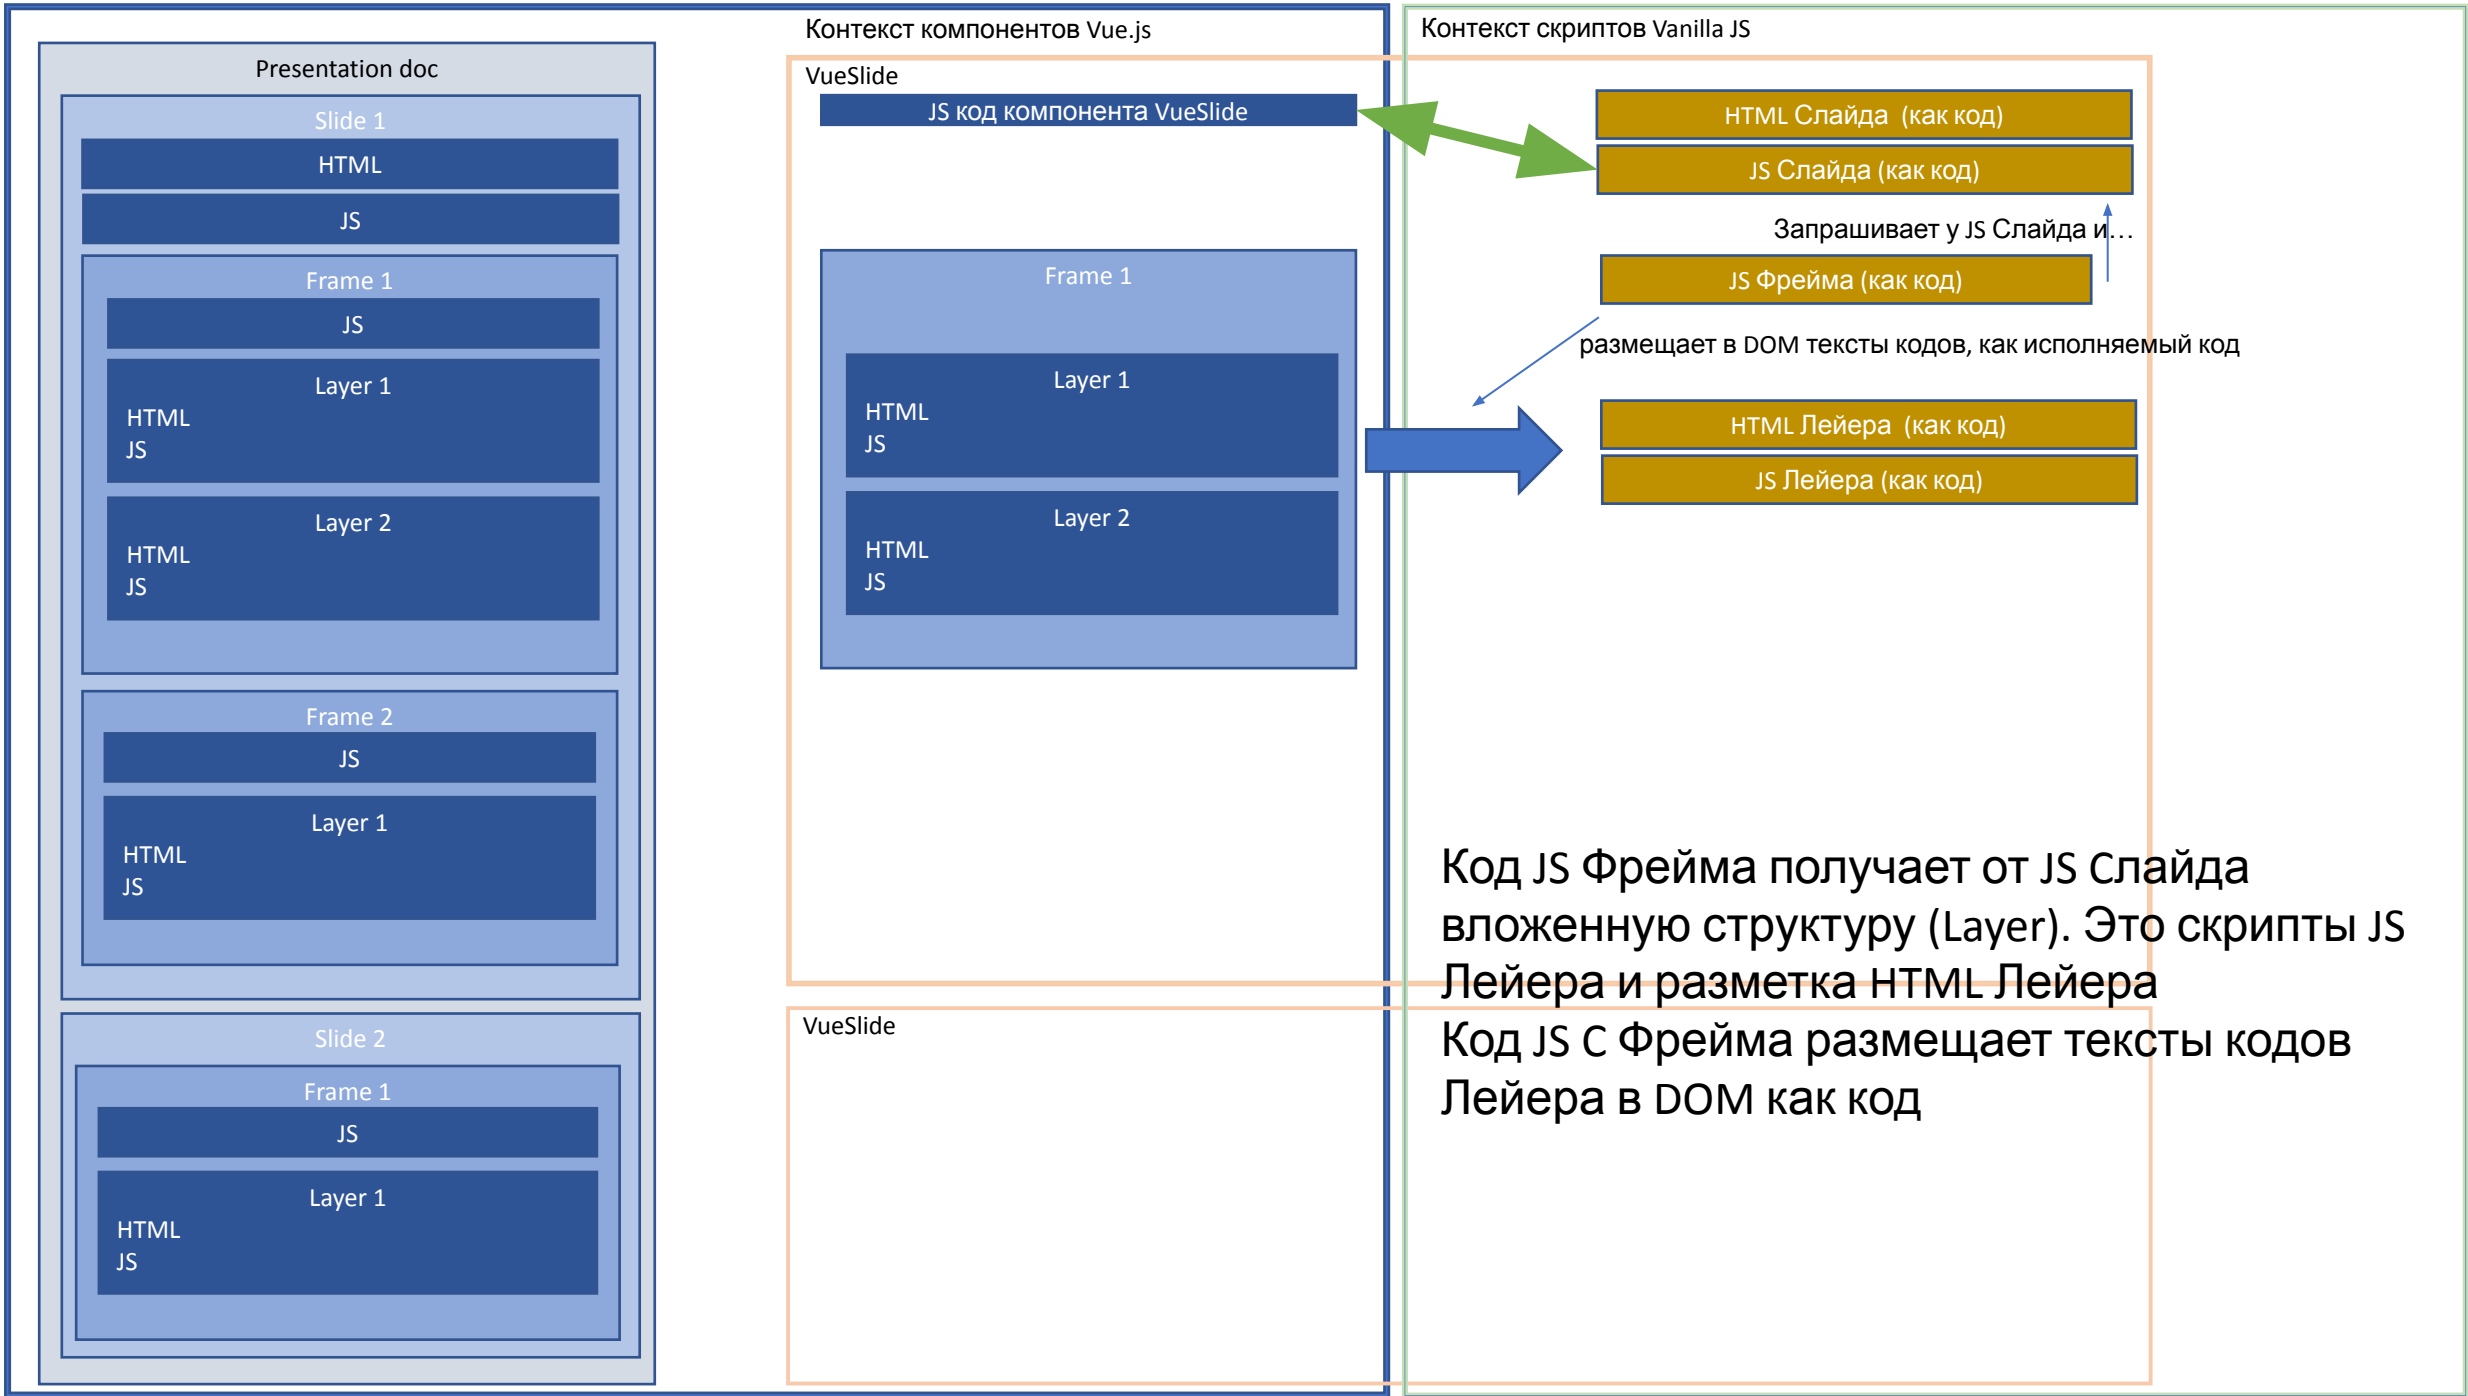 Контекст компонентов Vue.js
Presentation doc
Slide 1
HTML
JS
Frame 1
JS
Layer 1
HTML
JS
Layer 2
HTML
JS
Frame 2
JS
Layer 1
HTML
JS
Slide 2
Frame 1
JS
Layer 1
HTML
JS
VueSlide
JS код компонента VueSlide
Frame 1
Layer 1
HTML
JS
Layer 2
HTML
JS
VueSlide
Контекст скриптов Vanilla JS
HTML Слайда (как код)
JS Слайда (как код)
Запрашивает у JS Слайда и…
JS Фрейма (как код)
размещает в DOM тексты кодов, как исполняемый код
HTML Лейера (как код)
JS Лейера (как код)
Код JS Фрейма получает от JS Слайда
вложенную структуру (Layer). Это скрипты JS
Лейера и разметка HTML Лейера
Код JS C Фрейма размещает тексты кодов
Лейера в DOM как код